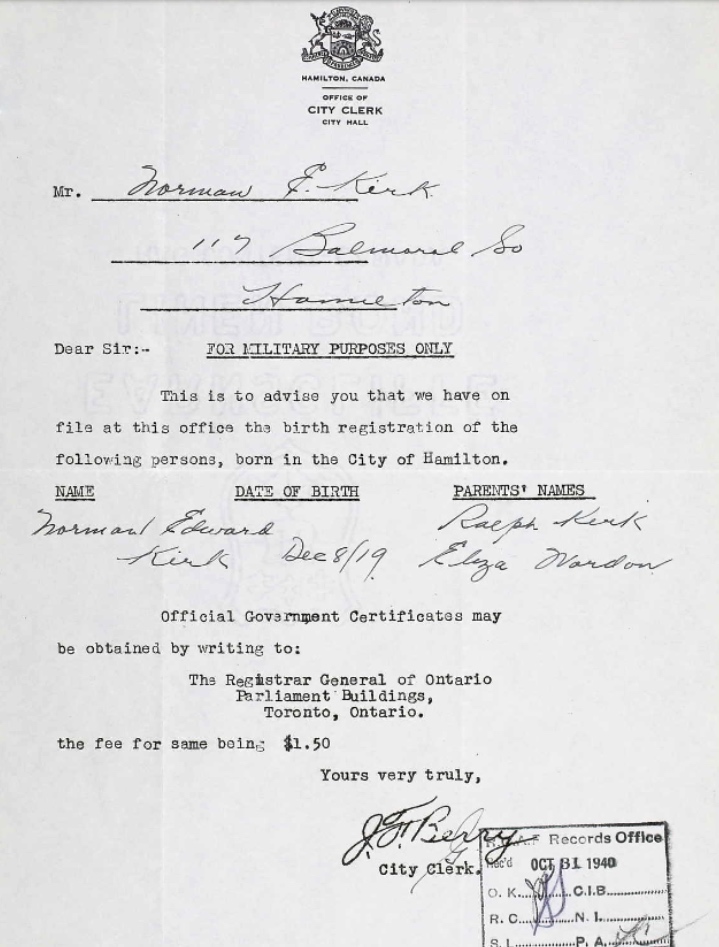 HAMILTON, CANADA
OFFICE OF
CITY CLERK
CITY HALL
Mr. Norman E. Kirk
117 Balmoral So
Hamilton
Dear Sir:- FOR MILITARY PURPOSES ONLY
This is to advise you that we have on
file at this office the birth registration of the
following persons, born in the City of Hamilton.
NAME DATE OF BIRTH PARENTS' NAMES
Norman Edward Ralph Kirk
Kirk Dec 8/19 Eliza Wardon
Official Government Certificates may
be obtained by writing to:
The Registrar General of Ontario
Parliament Buildings,
Toronto, Ontario.
the fee for same being $1.50
Yours very truly,
J. F. Berry
City Clerk.
R.C.A.F Records Office
Rec'd OCT 31 1940
O. K. C.I.B.
R. C. N. I.
S. I. P. A.